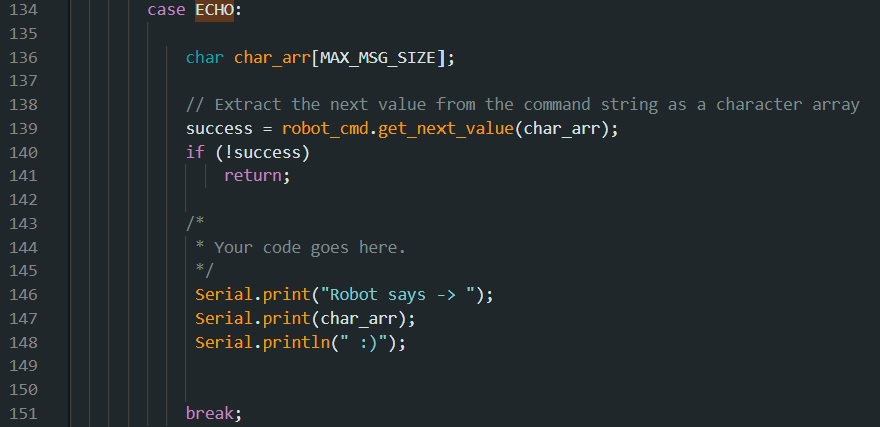 134 case ECHO:
135
136 char char_arr[MAX_MSG_SIZE];
137
138 // Extract the next value from the command string as a character array
139 success = robot_cmd.get_next_value(char_arr);
140 if (!success)
141 return;
142
143 /*
144 * Your code goes here.
145 */
146 Serial.print("Robot says -> ");
147 Serial.print(char_arr);
148 Serial.println(" :)");
149
150
151 break;